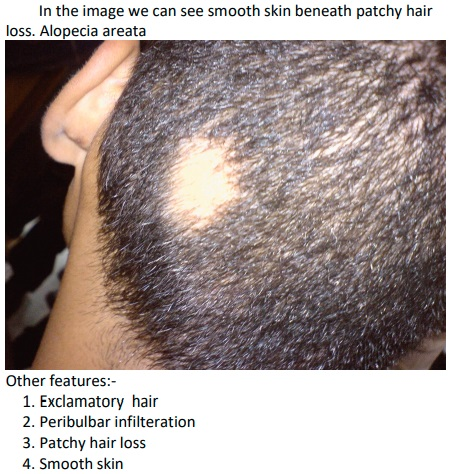 In the image we can see smooth skin beneath patchy hair
loss. Alopecia areata
Other features:-
1. Exclamatory  hair
2. Peribulbar infilteration
3. Patchy hair loss
4. Smooth skin